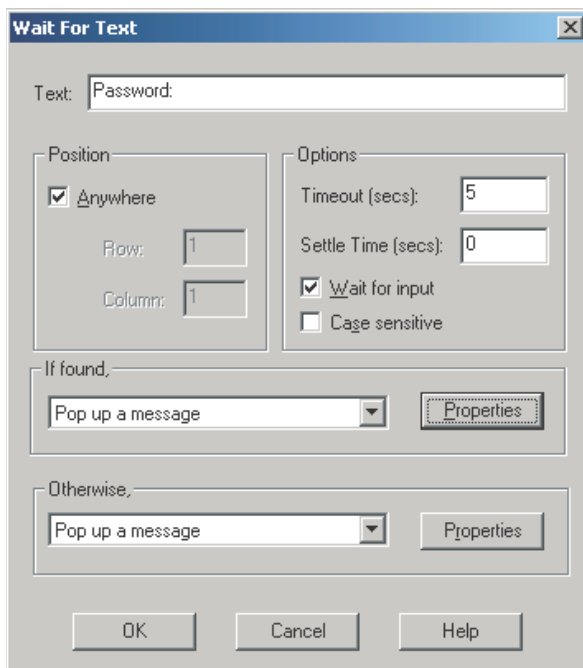 Wait For Text
Text: Password:
Position
Anywhere
Row: 1
Column: 1
Options
Timeout (secs): 5
Settle Time (secs): 0
Wait for input
Case sensitive
If found,
Pop up a message
Properties
Otherwise,
Pop up a message
Properties
OK
Cancel
Help